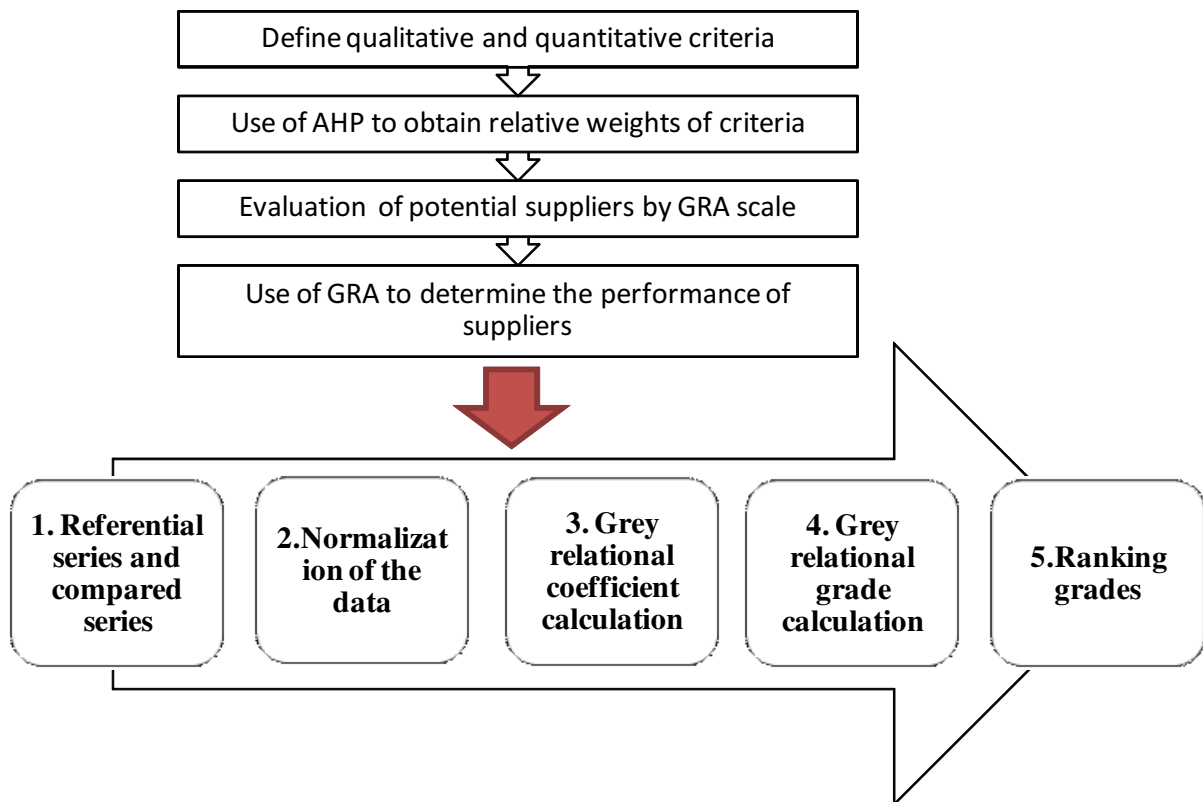 Define qualitative and quantitative criteria
Use of AHP to obtain relative weights of criteria
Evaluation of potential suppliers by GRA scale
Use of GRA to determine the performance of
suppliers
1. Referential
series and
compared
series
2.Normalizat
ion of the
data
3. Grey
relational
coefficient
calculation
4. Grey
relational
grade
calculation
5.Ranking
grades